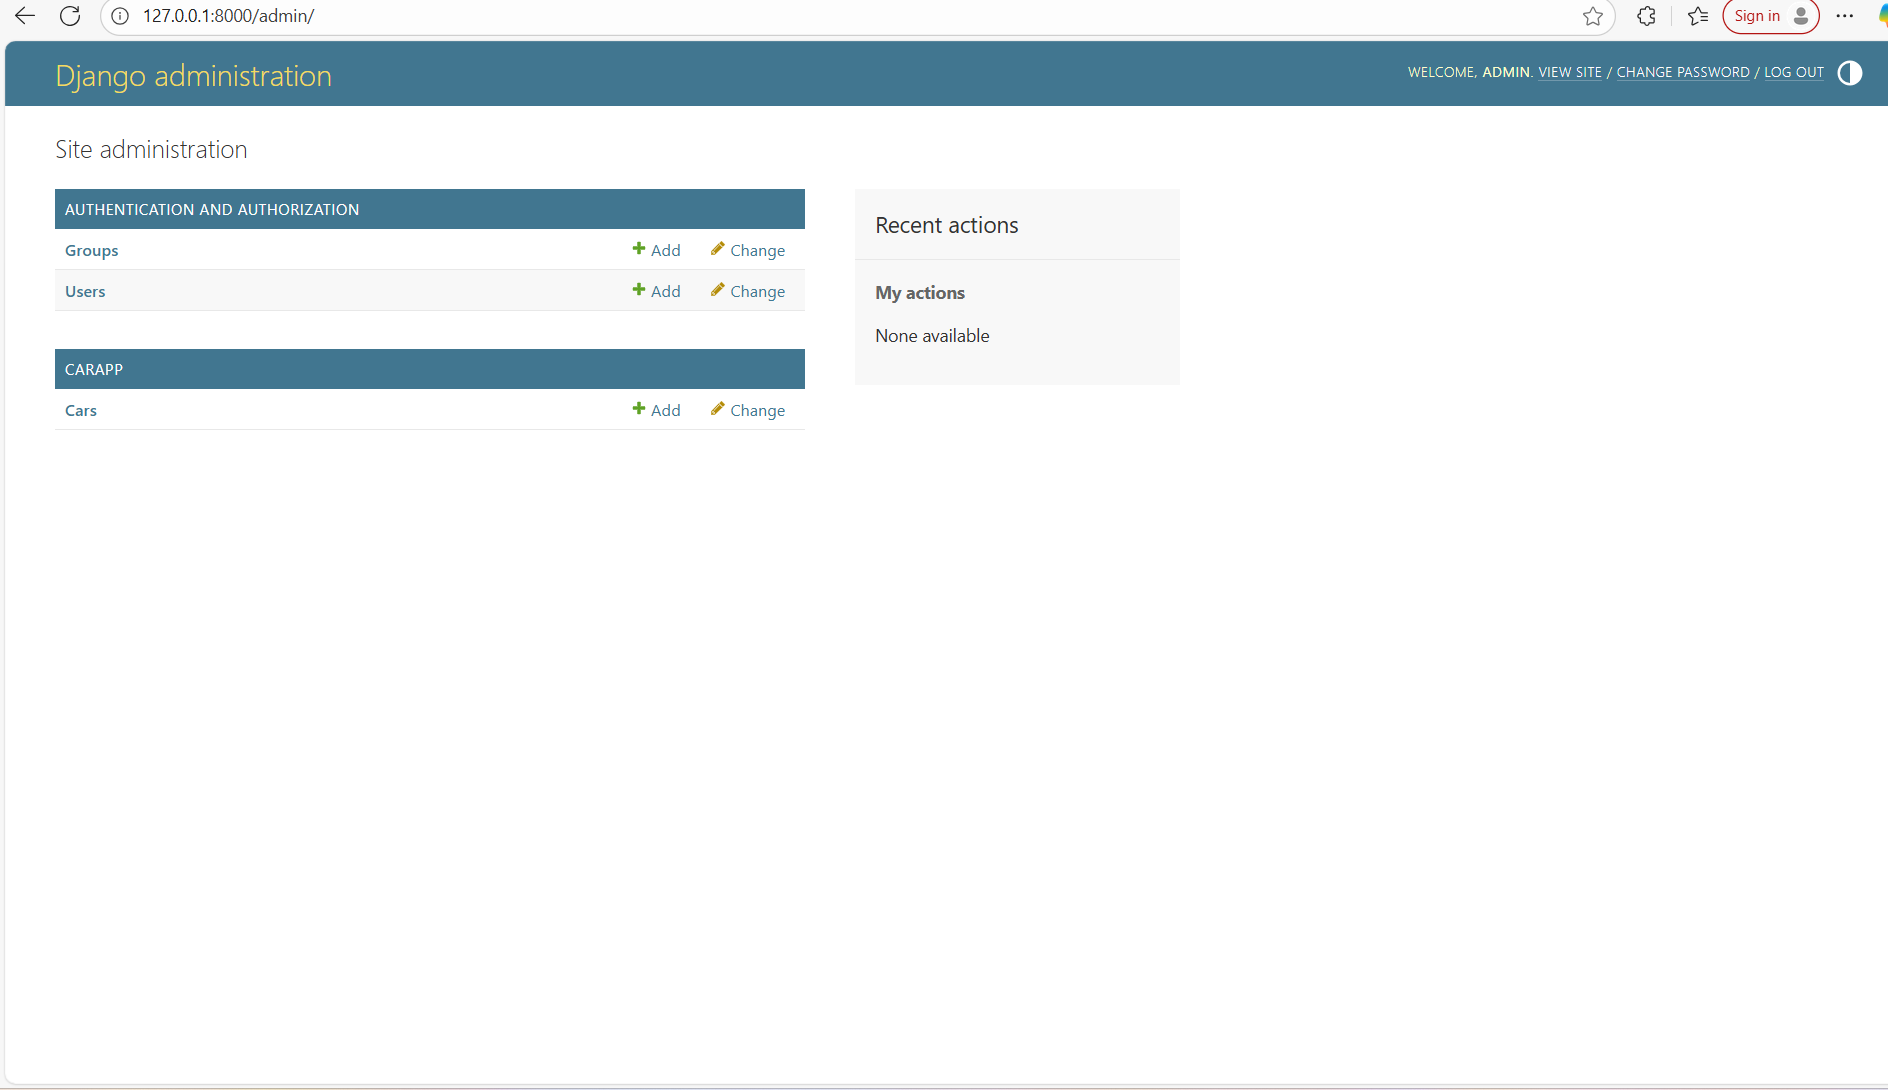 127.0.0.1:8000/admin/
Sign in
Django administration
WELCOME, ADMIN. VIEW SITE / CHANGE PASSWORD / LOG OUT
Site administration
AUTHENTICATION AND AUTHORIZATION
Groups Add Change
Users Add Change
CARAPP
Cars Add Change
Recent actions
My actions
None available